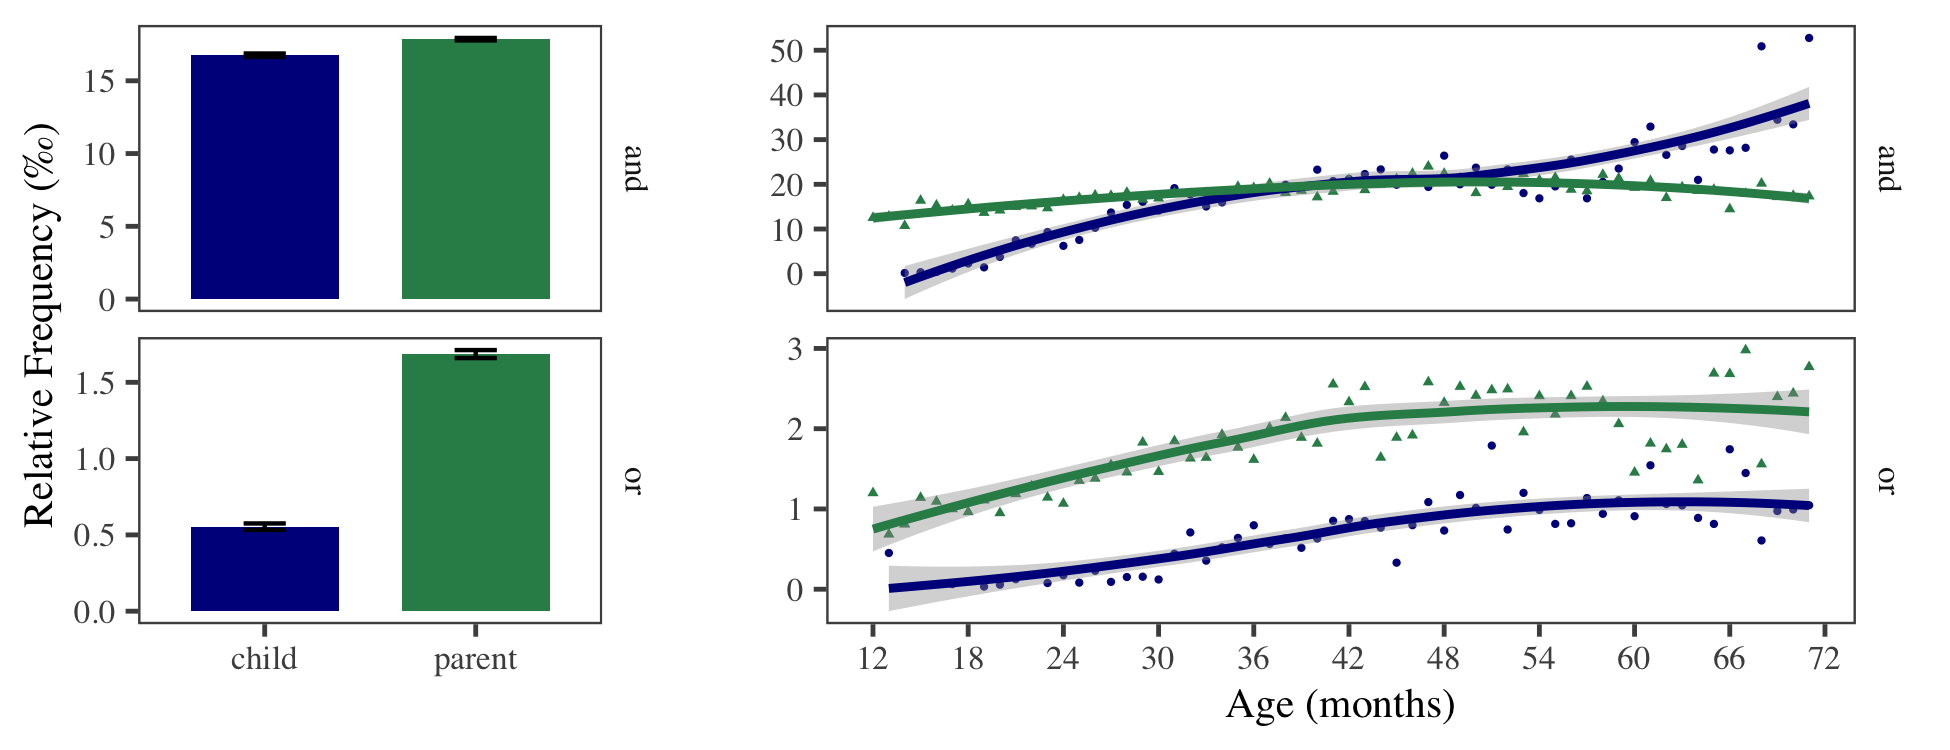 Relative Frequency (‰)
15
10
5
0
and
1.5
1.0
0.5
0.0
or
child parent
50
40
30
20
10
0
and
3
2
1
0
or
12 18 24 30 36 42 48 54 60 66 72
Age (months)